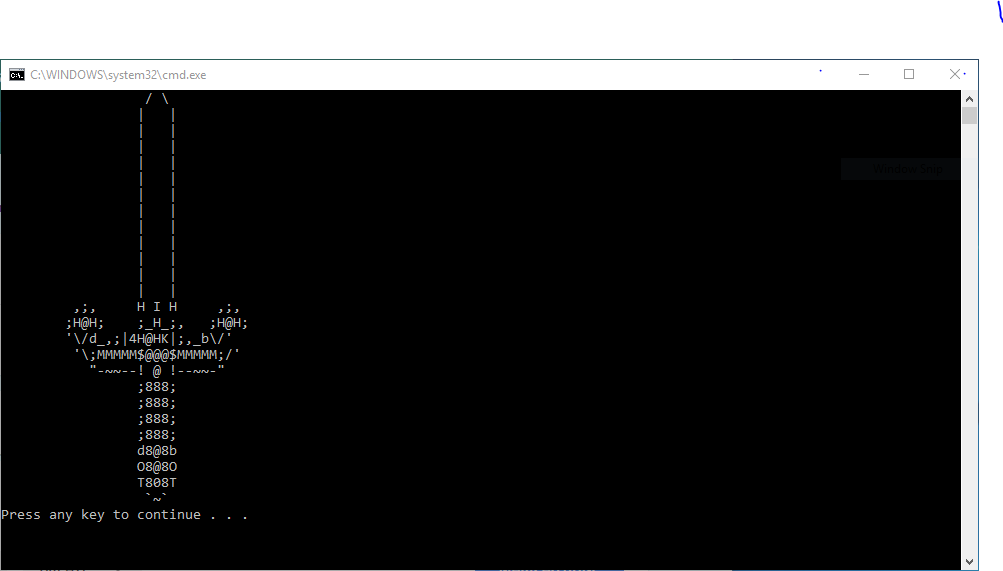 C:\WINDOWS\system32\cmd.exe
/ \
|   |
|   |
|   |
|   |
|   |
|   |
|   |
|   |
|   |
|   |
|   |
|   |
,;,     H I H     ,;,
;H@H;    ;_H_;,   ;H@H;
'\/d_,;|4H@HK|;,_b\/'
'\;MMMMM$@@@$MMMMM;/'
"-~~--! @ !--~~-"
;888;
;888;
;888;
;888;
d8@8b
O8@8O
T808T
`~`
Press any key to continue . . .